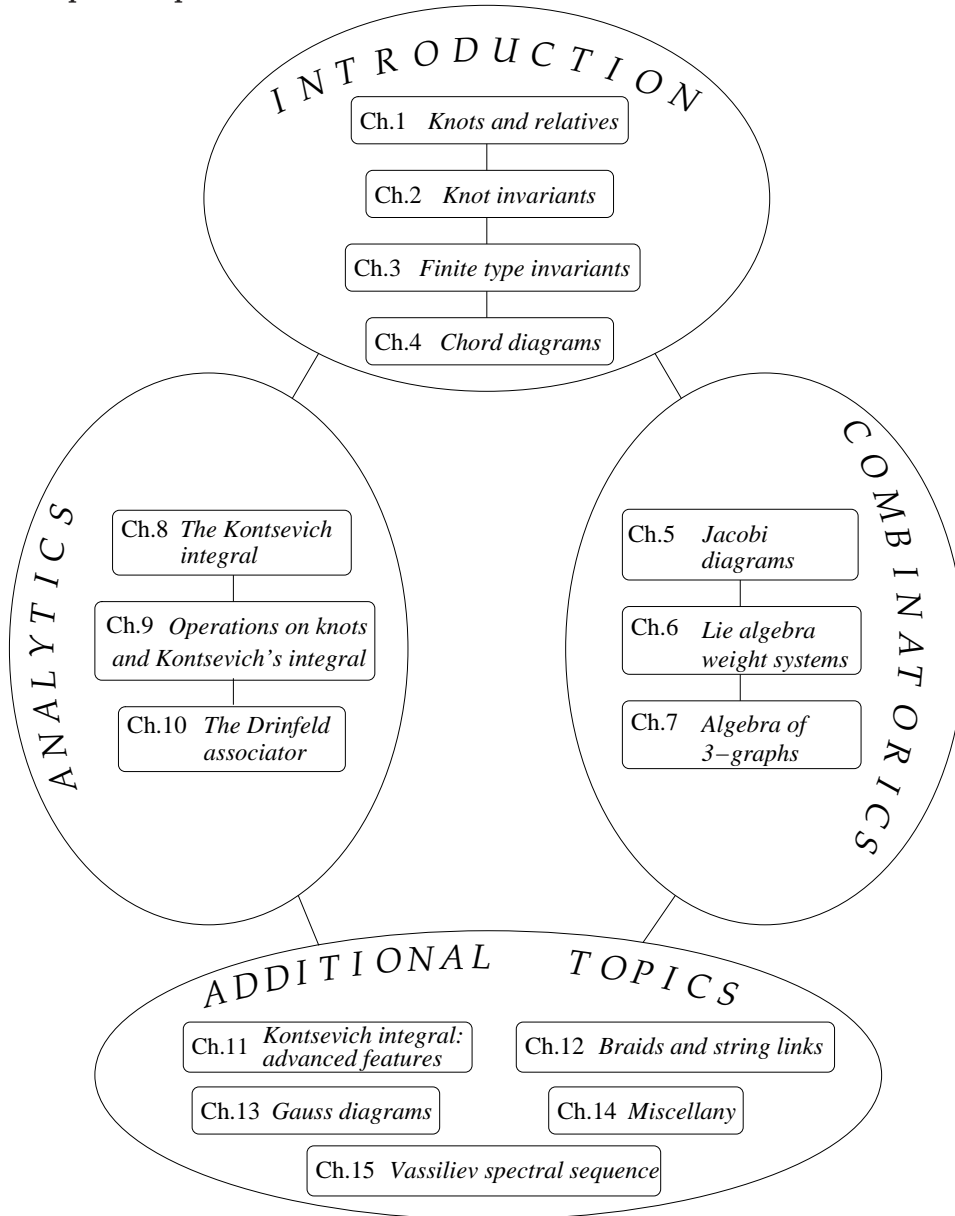 INTRODUCTION
Ch.1 Knots and relatives
Ch.2 Knot invariants
Ch.3 Finite type invariants
Ch.4 Chord diagrams
ANALYTICS
Ch.8 The Kontsevich
integral
Ch.9 Operations on knots
and Kontsevich's integral
Ch.10 The Drinfeld
associator
COMBINATORICS
Ch.5 Jacobi
diagrams
Ch.6 Lie algebra
weight systems
Ch.7 Algebra of
3−graphs
ADDITIONAL TOPICS
Ch.11 Kontsevich integral:
advanced features
Ch.12 Braids and string links
Ch.13 Gauss diagrams
Ch.14 Miscellany
Ch.15 Vassiliev spectral sequence